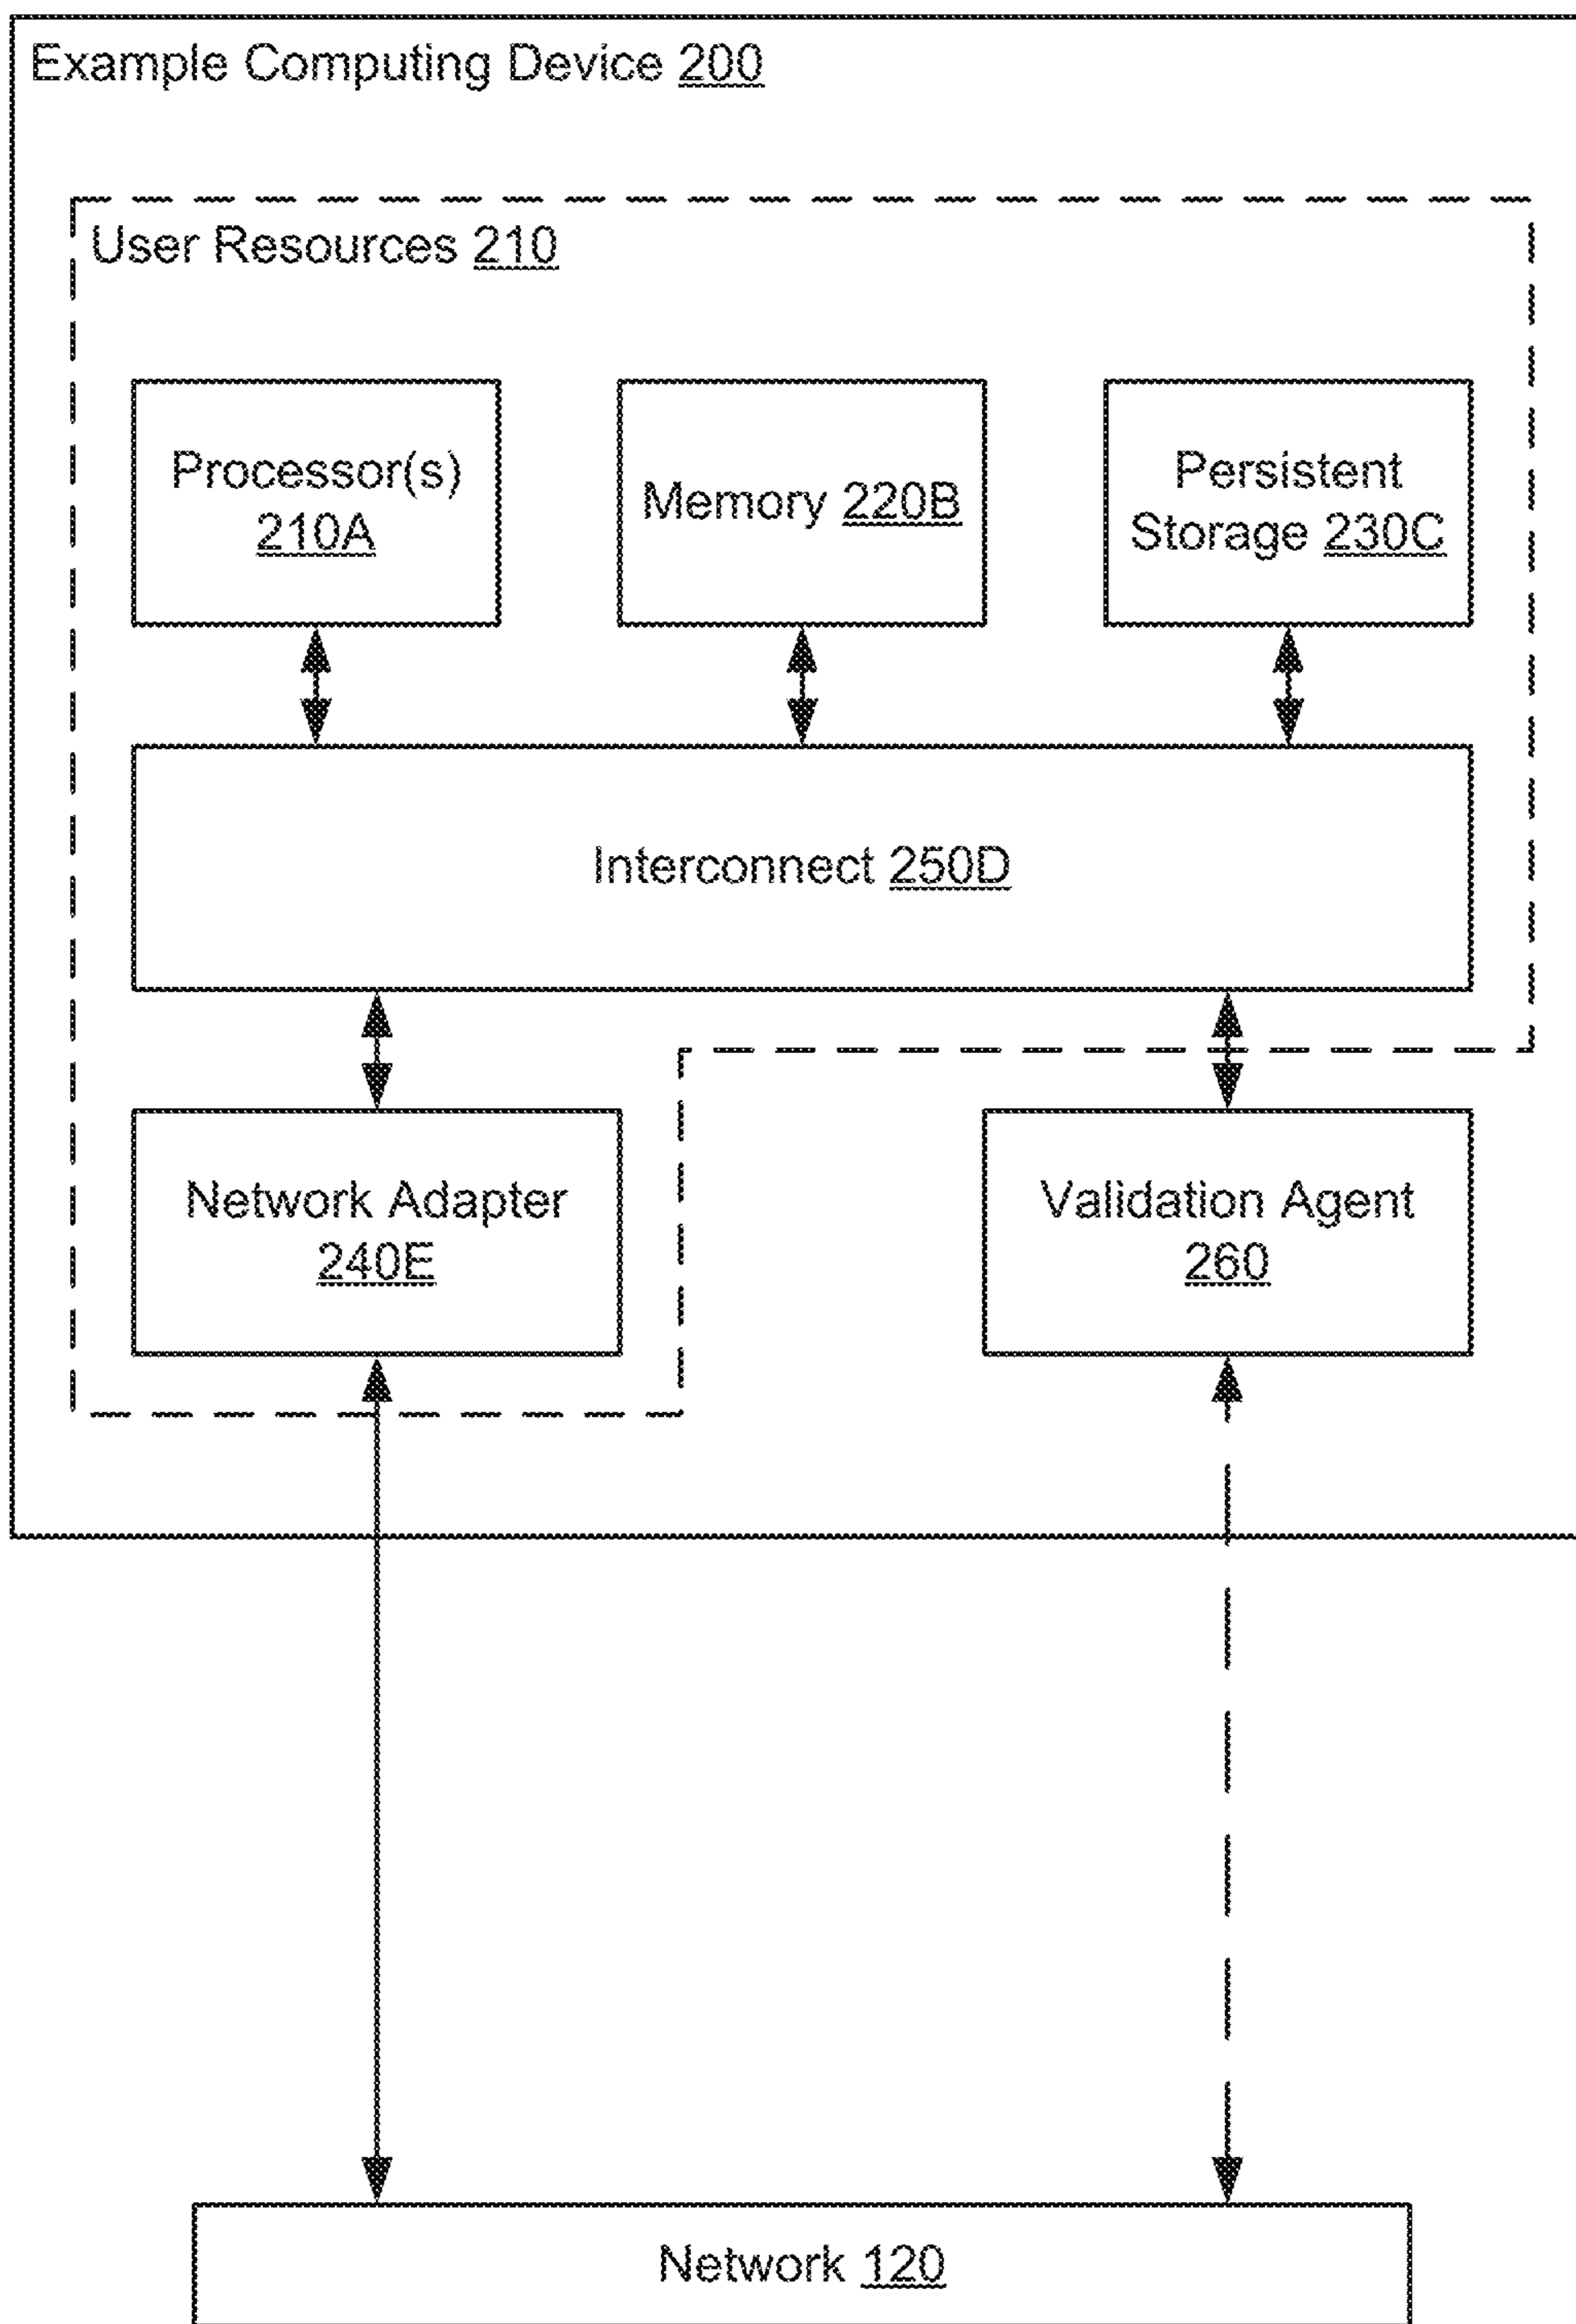 Example Computing Device 200
User Resources 210
Processor(s)
210A
Memory 220B
Persistent
Storage 230C
Interconnect 250D
Network Adapter
240E
Validation Agent
260
Network 120